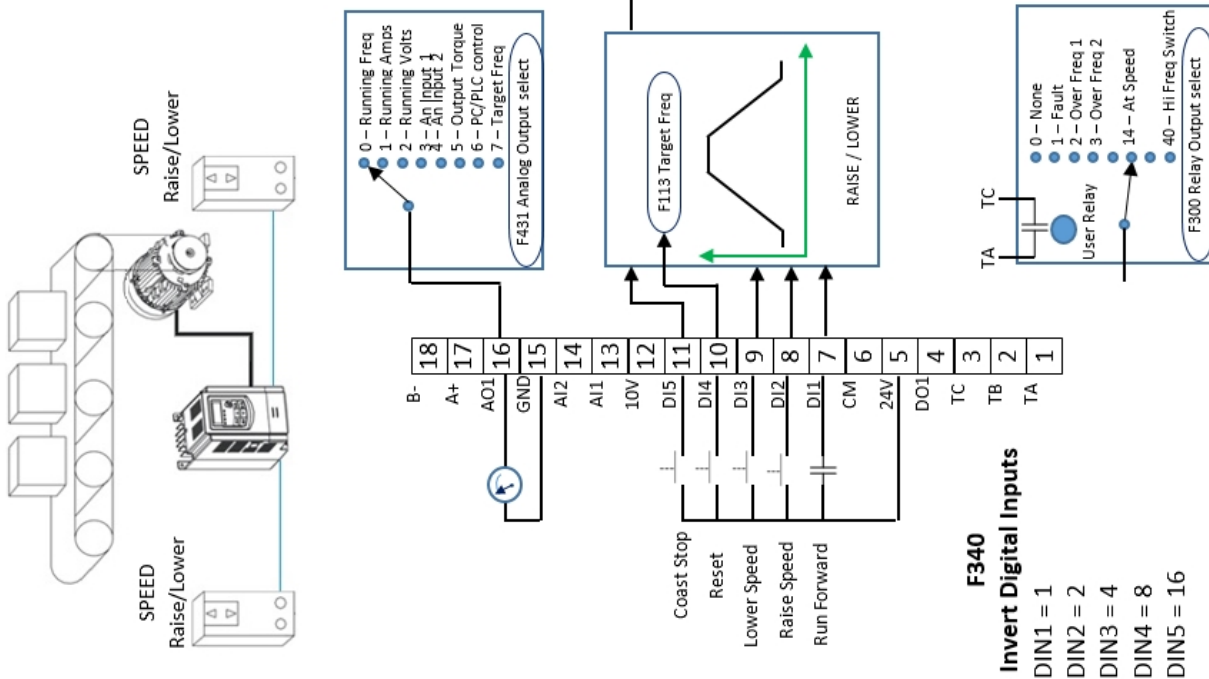 SPEED
Raise/Lower
SPEED
Raise/Lower
0 – Running Freq
1 – Running Amps
2 – Running Volts
3 – An Input 1
4 – An Input 2
5 – Output Torque
6 – PC/PLC control
7 – Target Freq
F431 Analog Output select
B-
18
A+
17
AO1
16
GND
15
AI2
14
AI1
13
10V
12
DI5
11
DI4
10
DI3
9
DI2
8
DI1
7
CM
6
24V
5
DO1
4
TC
3
TB
2
TA
1
Coast Stop
Reset
Lower Speed
Raise Speed
Run Forward
F113 Target Freq
RAISE / LOWER
TA
TC
User Relay
0 – None
1 – Fault
2 – Over Freq 1
3 – Over Freq 2
14 – At Speed
40 – Hi Freq Switch
F300 Relay Output select
F340
Invert Digital Inputs
DIN1 = 1
DIN2 = 2
DIN3 = 4
DIN4 = 8
DIN5 = 16